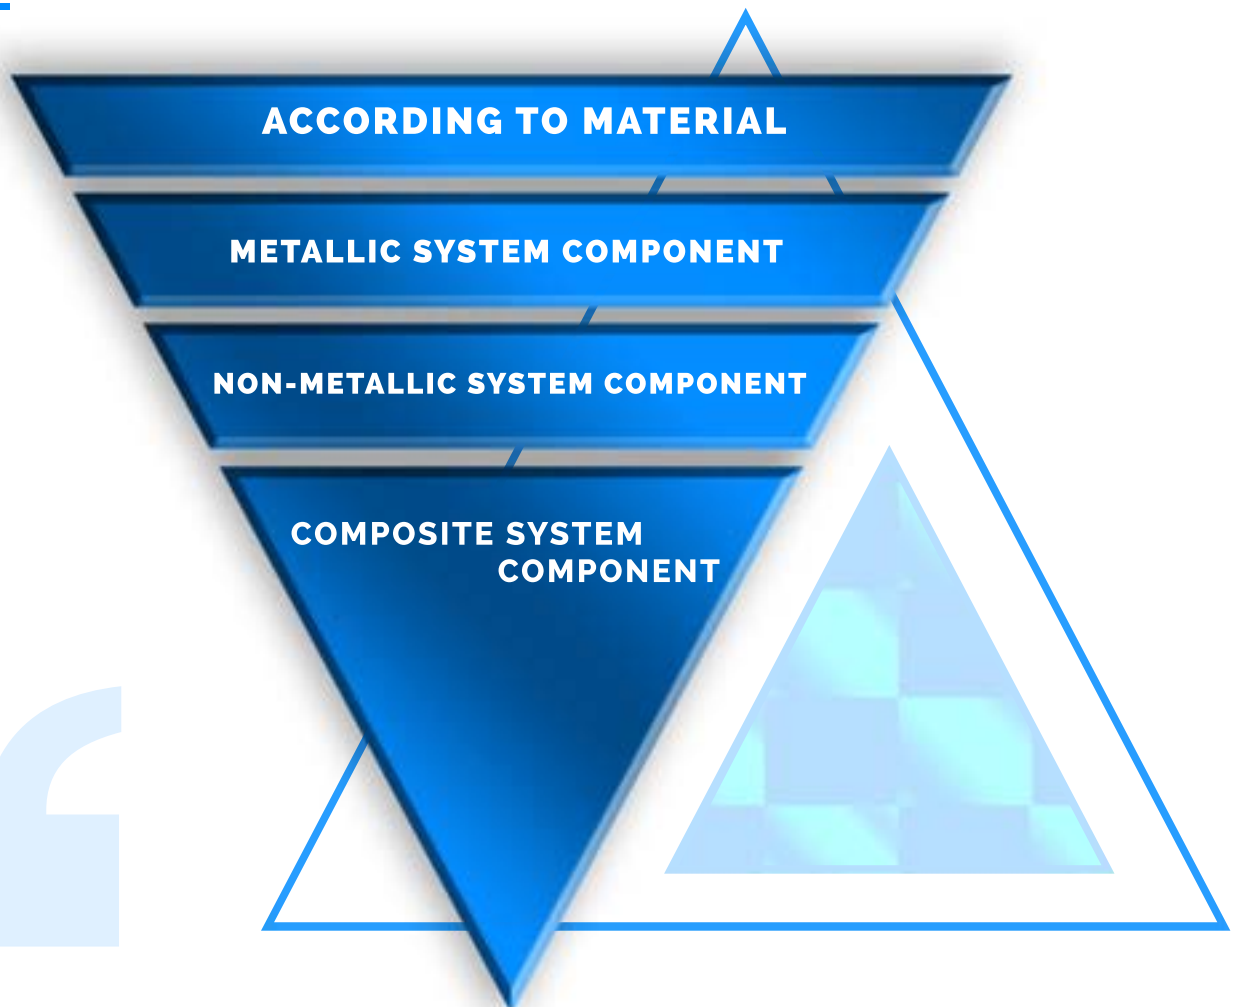 ACCORDING TO MATERIAL
METALLIC SYSTEM COMPONENT
NON-METALLIC SYSTEM COMPONENT
COMPOSITE SYSTEM
COMPONENT